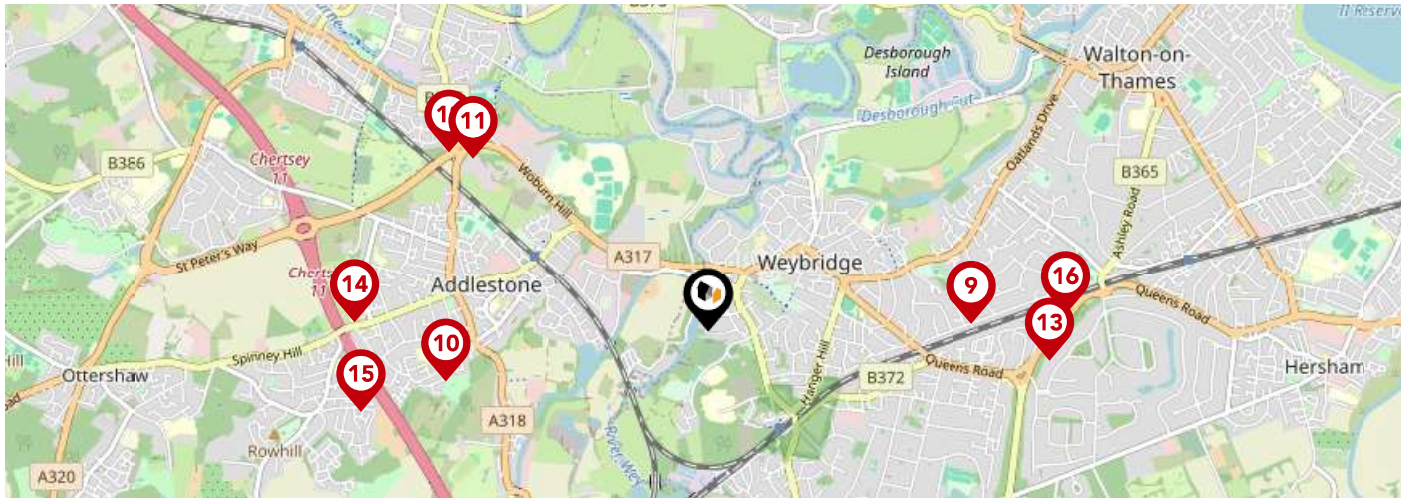 II Reserve
Walton-on-
Thames
Desborough
Island
Desborough Cut
Oatlands Drive
B386
Chertsey
11
11
Woburn Hill
B365
Ashley Road
St Peter's Way
A317
Weybridge
14
Addlestone
9
16
13
Queens Road
10
Spinney Hill
Ottershaw
15
Hanger Hill
Queens Road
B372
Hersham
A318
Rowhill
River Wey
A320